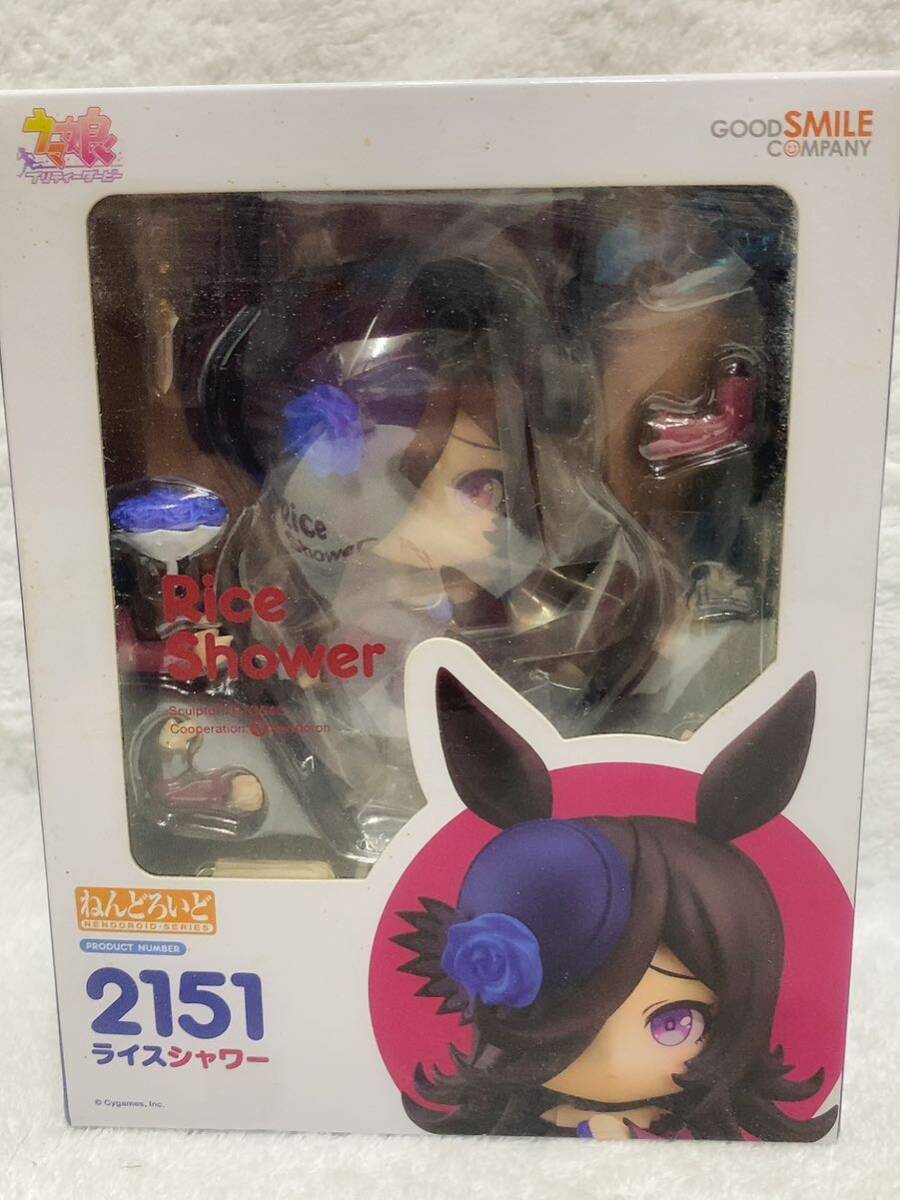 ウマ娘
プリティーダービー
GOOD SMILE
COMPANY
Rice
Shower
Rice
Shower
Cooperation:
ねんどろいど
NENDOROID·SERIES
PRODUCT NUMBER
2151
ライスシャワー
© Cygames, Inc.